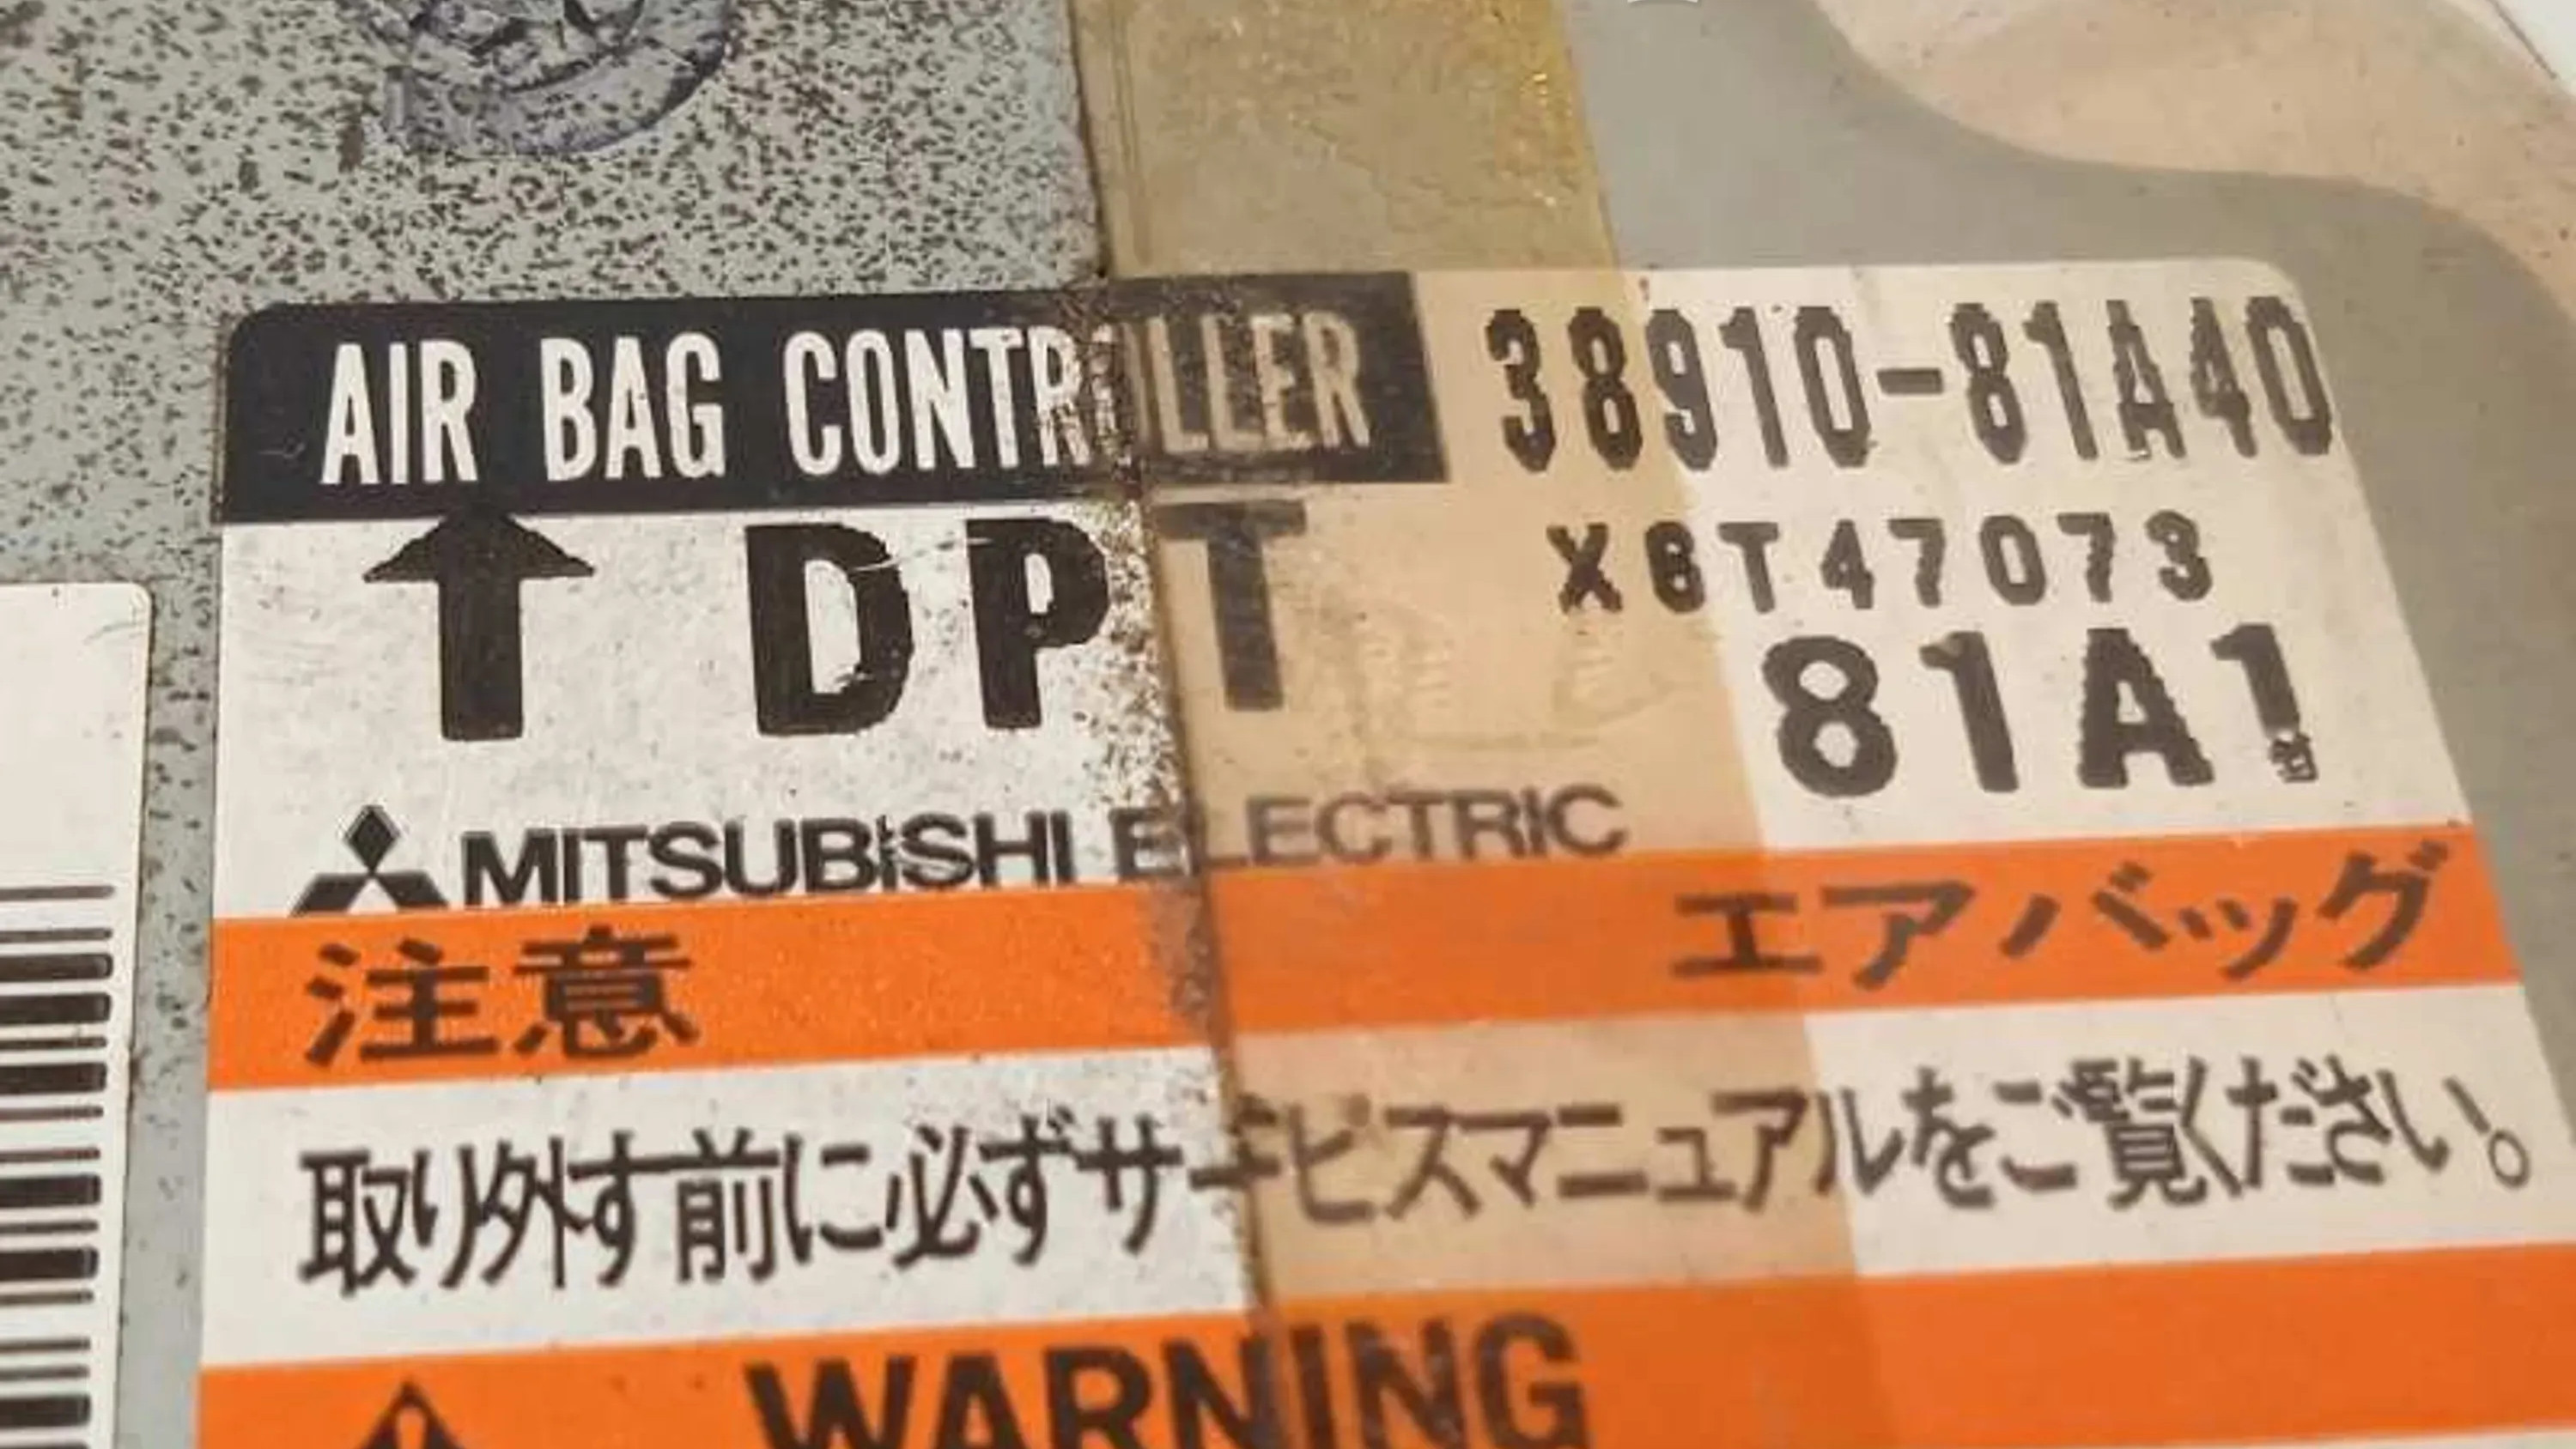 AIR BAG CONTROLLER 38910-81A40
DPT X6T47073
81A1
MITSUBISHI ELECTRIC
注意 エアバッグ
取り外す前に必ずサービスマニュアルをご覧ください。
WARNING